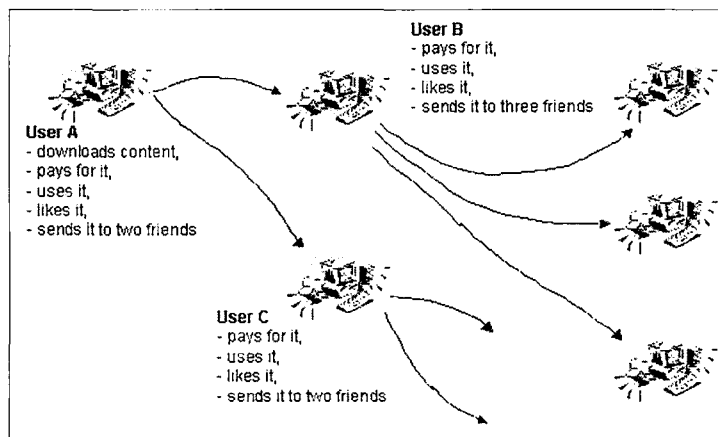 User A
- downloads content,
- pays for it,
- uses it,
- likes it,
- sends it to two friends
User B
- pays for it,
- uses it,
- likes it,
- sends it to three friends
User C
- pays for it,
- uses it,
- likes it,
- sends it to two friends